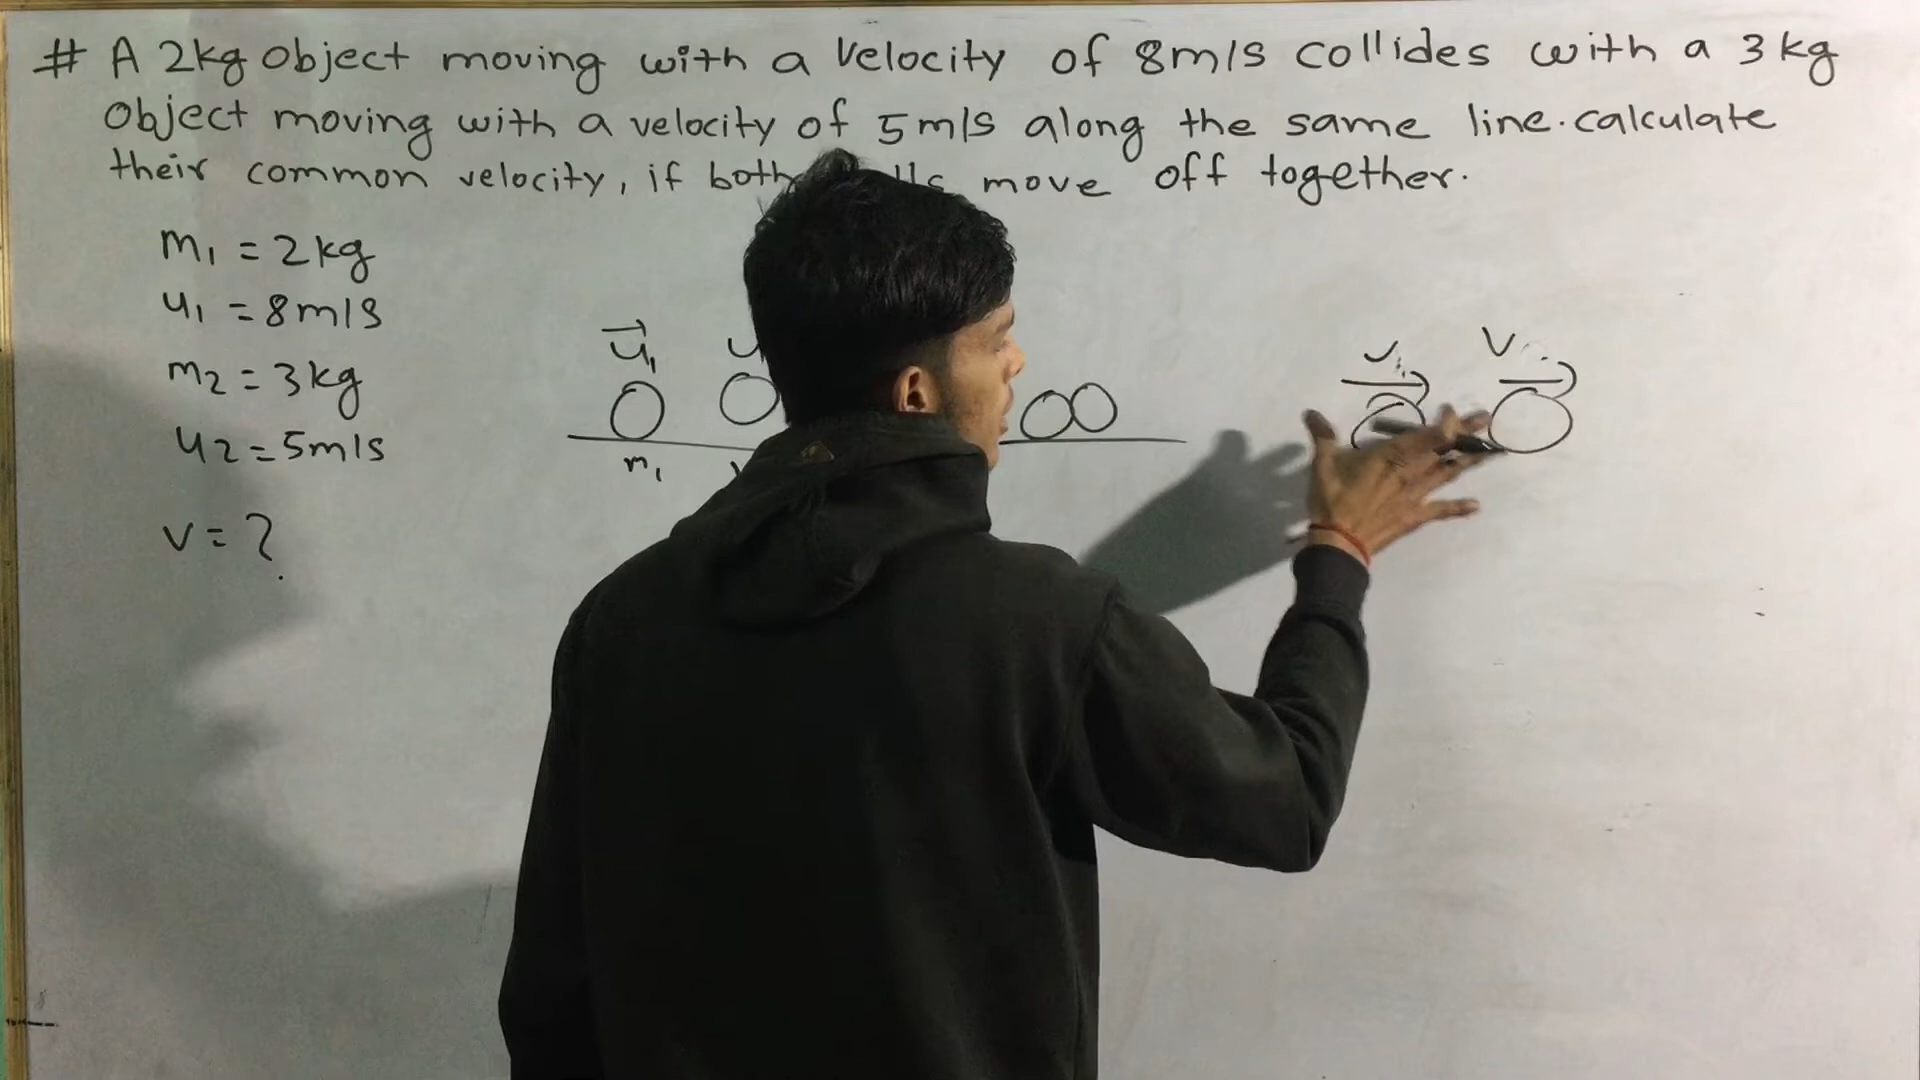 # A 2kg object moving with a velocity of 8m/s collides with a 3kg
object moving with a velocity of 5m/s along the same line. calculate
their common velocity, if both move off together.
m₁ = 2kg
u₁ = 8m/s
m₂ = 3kg
u₂ = 5m/s
v = ?
u₁
m₁
v
v